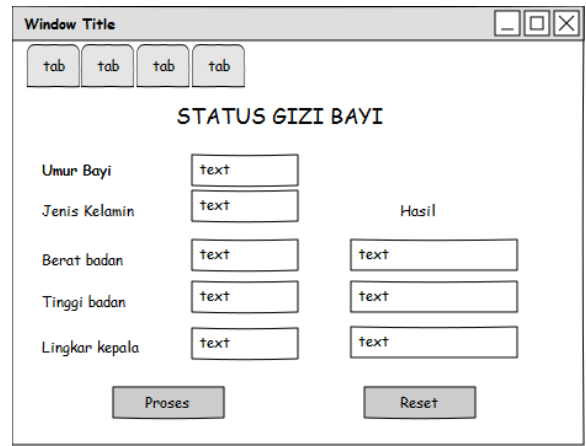 Window Title
tab tab tab tab
STATUS GIZI BAYI
Umur Bayi text
Jenis Kelamin text Hasil
Berat badan text text
Tinggi badan text text
Lingkar kepala text text
Proses Reset